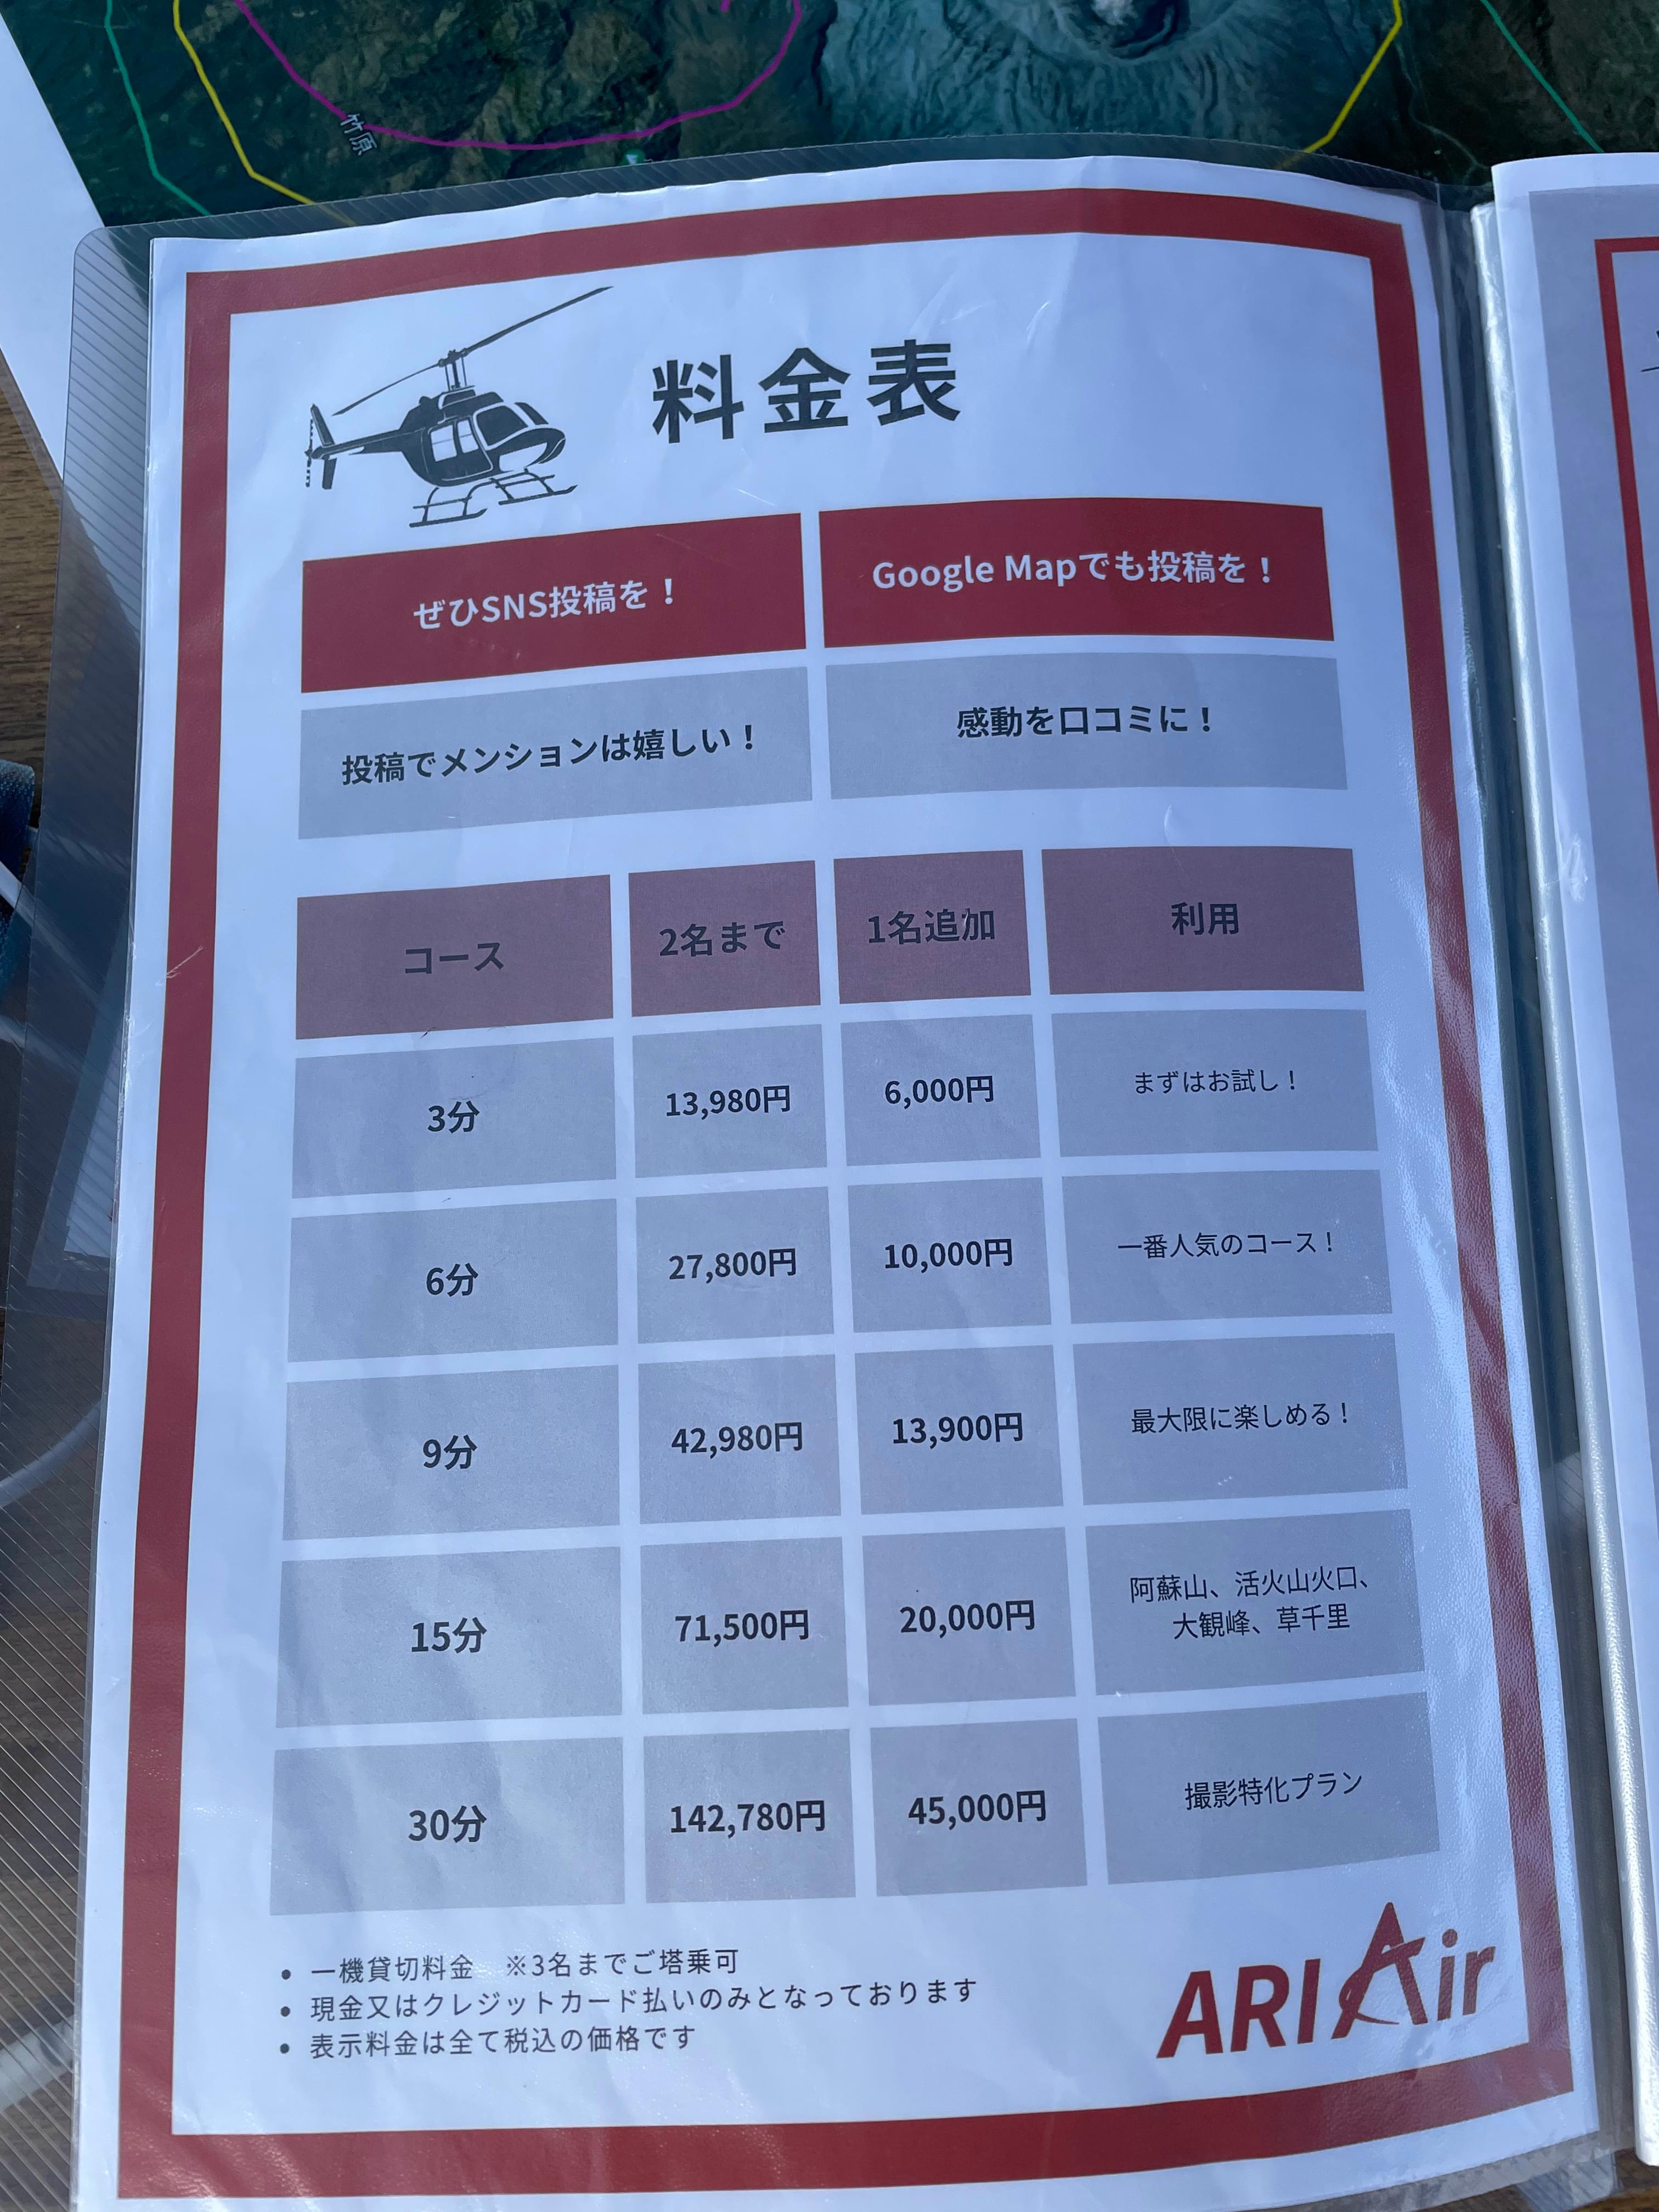 竹原
料金表
ぜひSNS投稿を！
Google Mapでも投稿を！
投稿でメンションは嬉しい！
感動を口コミに！
コース 2名まで 1名追加 利用
3分 13,980円 6,000円 まずはお試し！
6分 27,800円 10,000円 一番人気のコース！
9分 42,980円 13,900円 最大限に楽しめる！
15分 71,500円 20,000円 阿蘇山、活火山火口、
大観峰、草千里
30分 142,780円 45,000円 撮影特化プラン
• 一機貸切料金　※3名までご塔乗可
• 現金又はクレジットカード払いのみとなっております
• 表示料金は全て税込の価格です
ARI Air